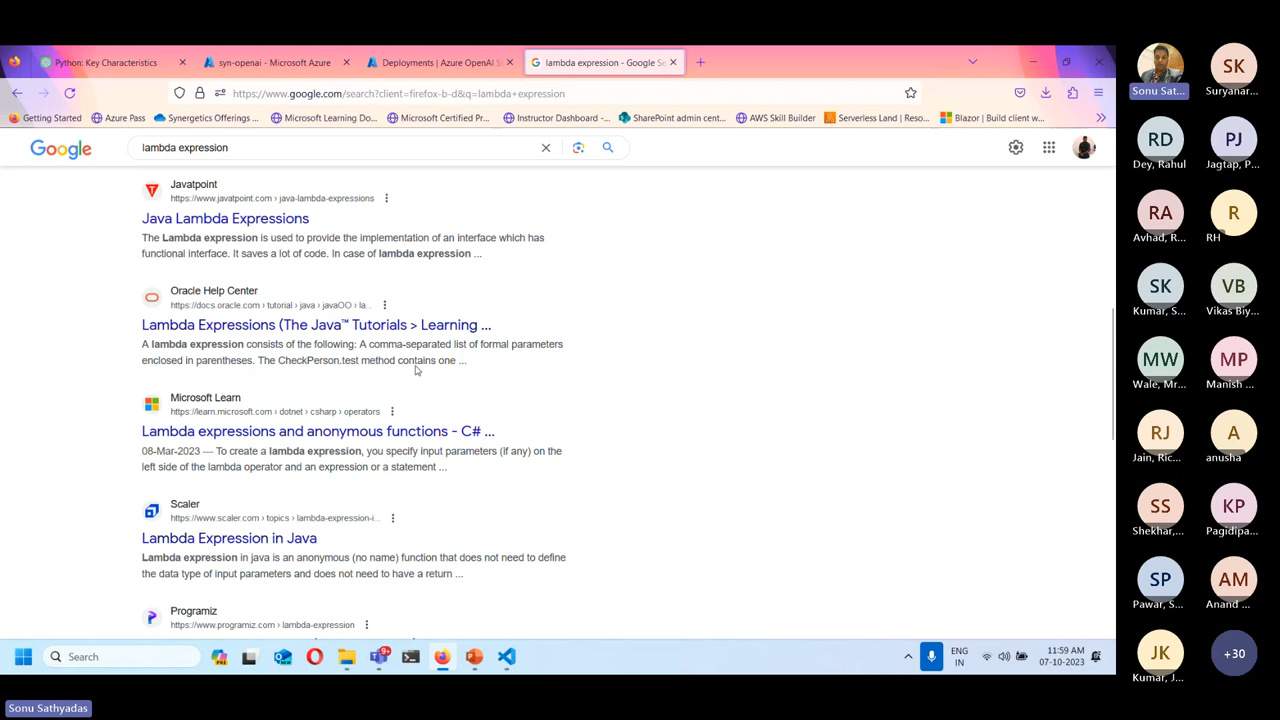 Python: Key Characteristics
syn-openai - Microsoft Azure
Deployments | Azure OpenAI S
lambda expression - Google Se
https://www.google.com/search?client=firefox-b-d&q=lambda+expression
Getting Started
Azure Pass
Synergetics Offerings ...
Microsoft Learning Do...
Microsoft Certified Pr...
Instructor Dashboard -...
SharePoint admin cent...
AWS Skill Builder
Serverless Land | Reso...
Blazor | Build client w...
Google
lambda expression
Javatpoint
https://www.javatpoint.com › java-lambda-expressions
Java Lambda Expressions
The Lambda expression is used to provide the implementation of an interface which has
functional interface. It saves a lot of code. In case of lambda expression ...
Oracle Help Center
https://docs.oracle.com › tutorial › java › javaOO › la...
Lambda Expressions (The Java™ Tutorials > Learning ...
A lambda expression consists of the following: A comma-separated list of formal parameters
enclosed in parentheses. The CheckPerson.test method contains one ...
Microsoft Learn
https://learn.microsoft.com › dotnet › csharp › operators
Lambda expressions and anonymous functions - C# ...
08-Mar-2023 — To create a lambda expression, you specify input parameters (if any) on the
left side of the lambda operator and an expression or a statement ...
Scaler
https://www.scaler.com › topics › lambda-expression-i...
Lambda Expression in Java
Lambda expression in java is an anonymous (no name) function that does not need to define
the data type of input parameters and does not need to have a return ...
Programiz
https://www.programiz.com › lambda-expression
Search
9+
ENG
IN
11:59 AM
07-10-2023
Sonu Sathyadas
Sonu Sat...
SK
Suryanar...
RD
Dey, Rahul
PJ
Jagtap, P...
RA
Avhad, R...
R
RH
SK
Kumar, S...
VB
Vikas Biy...
MW
Wale, Mr...
MP
Manish ...
RJ
Jain, Ric...
A
anusha
SS
Shekhar,...
KP
Pagidipa...
SP
Pawar, S...
AM
Anand ...
JK
Kumar, J...
+30